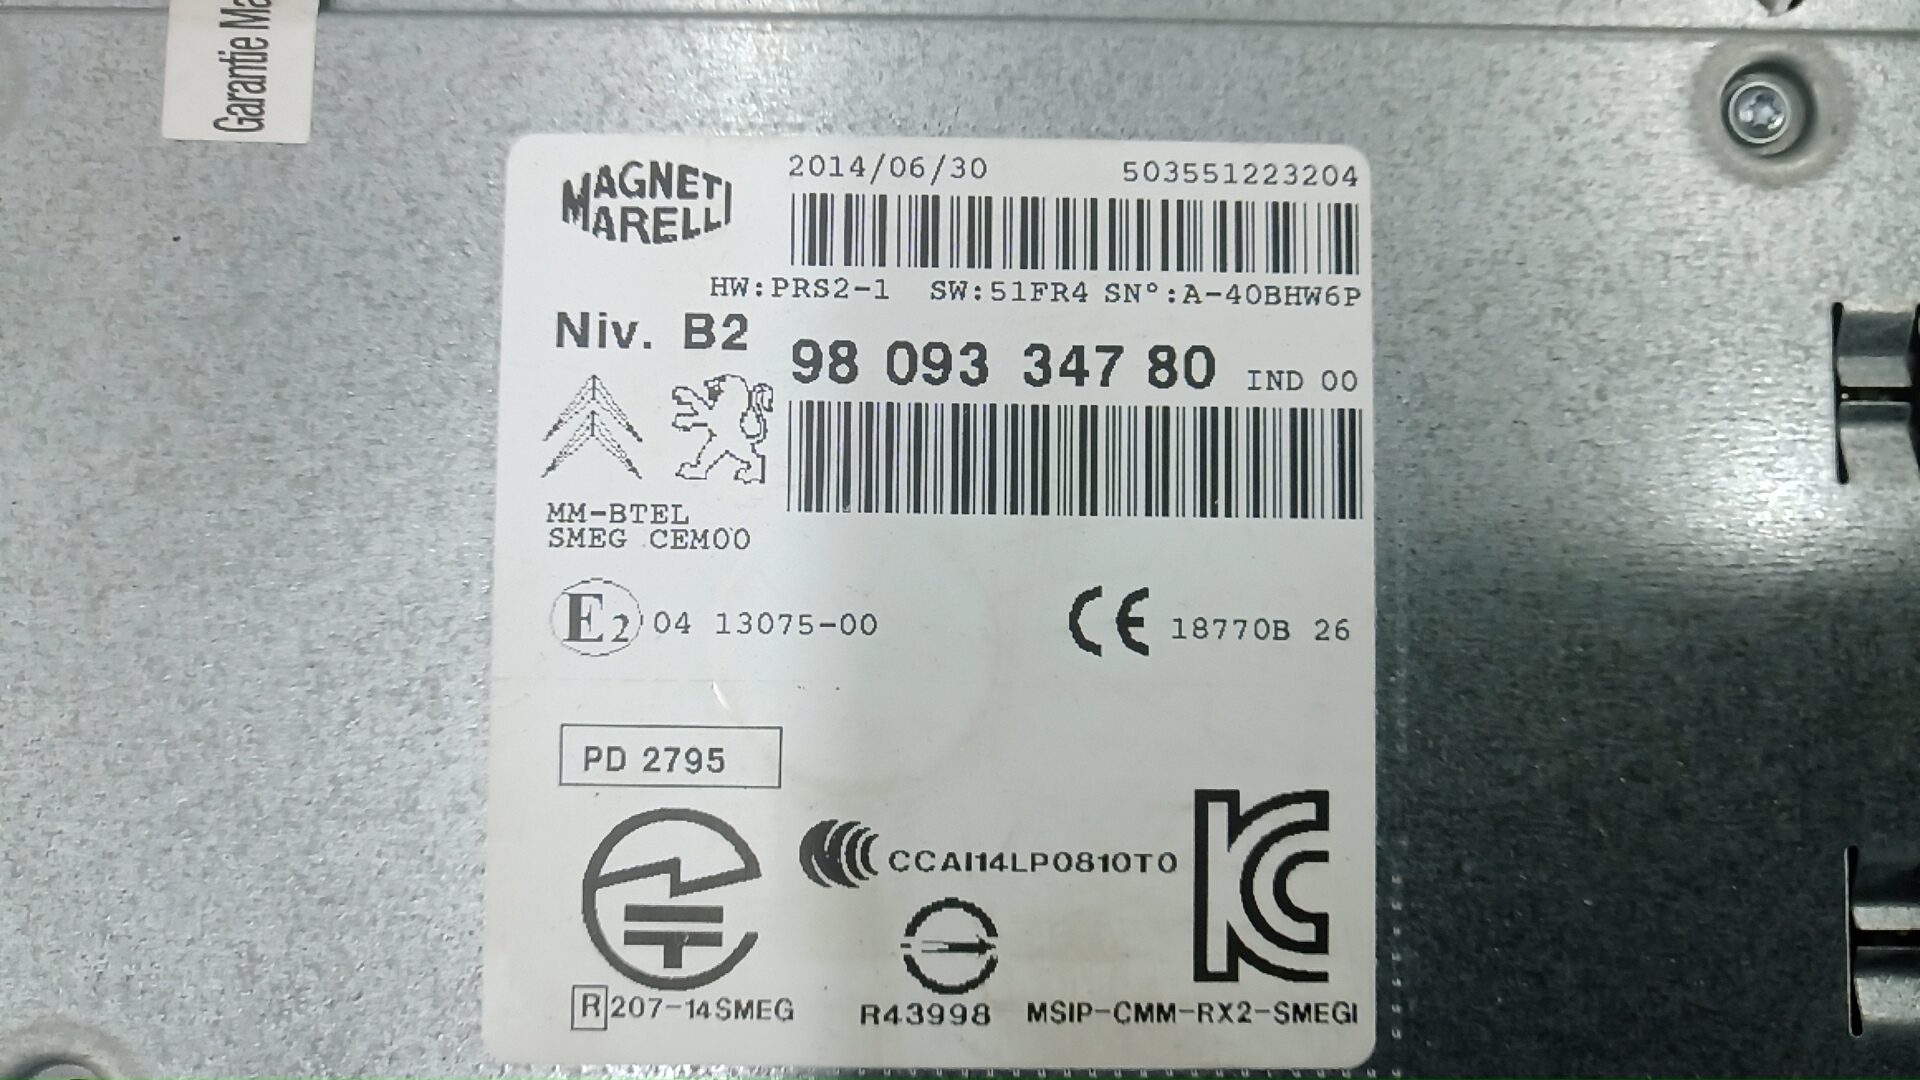 Garantie Ma
MAGNETI
MARELLI
2014/06/30 503551223204
HW:PRS2-1 SW:51FR4 SN°:A-40BHW6P
Niv. B2
98 093 347 80 IND 00
MM-BTEL
SMEG CEM00
E2 04 13075-00
CE 18770B 26
PD 2795
CCAI14LP0810T0
R 207-14SMEG
R43998
MSIP-CMM-RX2-SMEGI